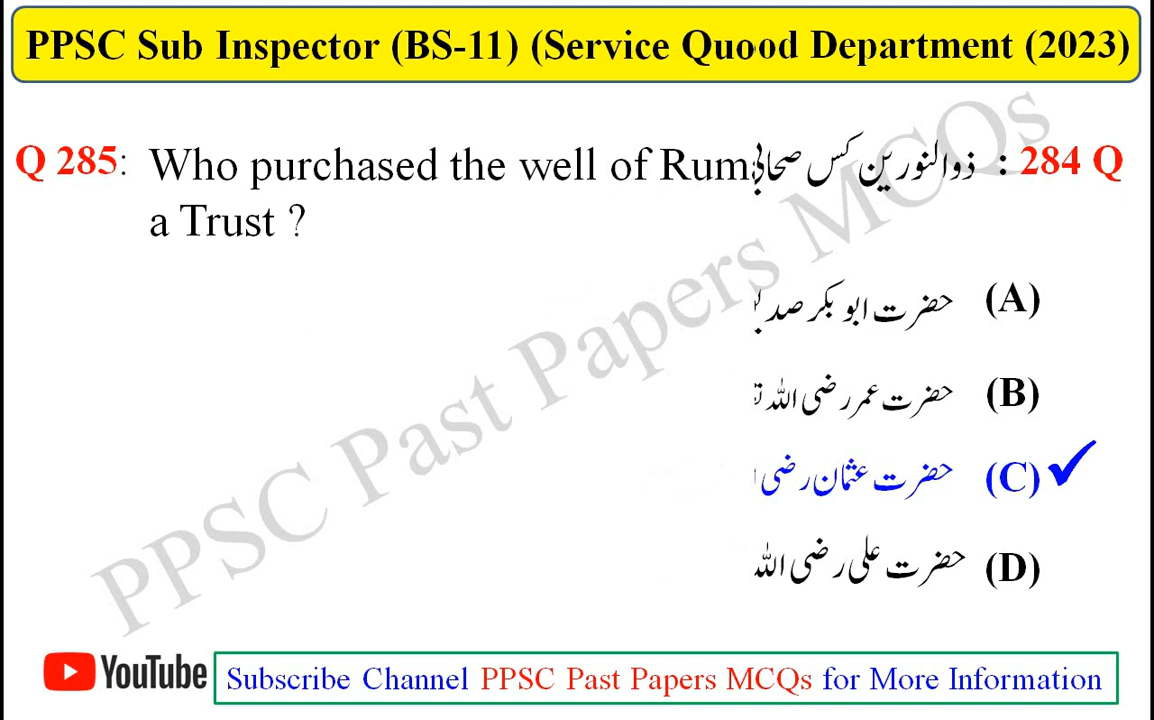 PPSC Sub Inspector (BS-11) (Service Quood Department (2023)
Q 285: Who purchased the well of Rum
a Trust ?
284 Q : ذوالنورین کس صحابی
(A) حضرت ابو بکر صد
(B) حضرت عمر رضی اللہ
(C) حضرت عثمان رضی
(D) حضرت علی رضی اللہ
PPSC Past Papers MCQs
YouTube
Subscribe Channel PPSC Past Papers MCQs for More Information